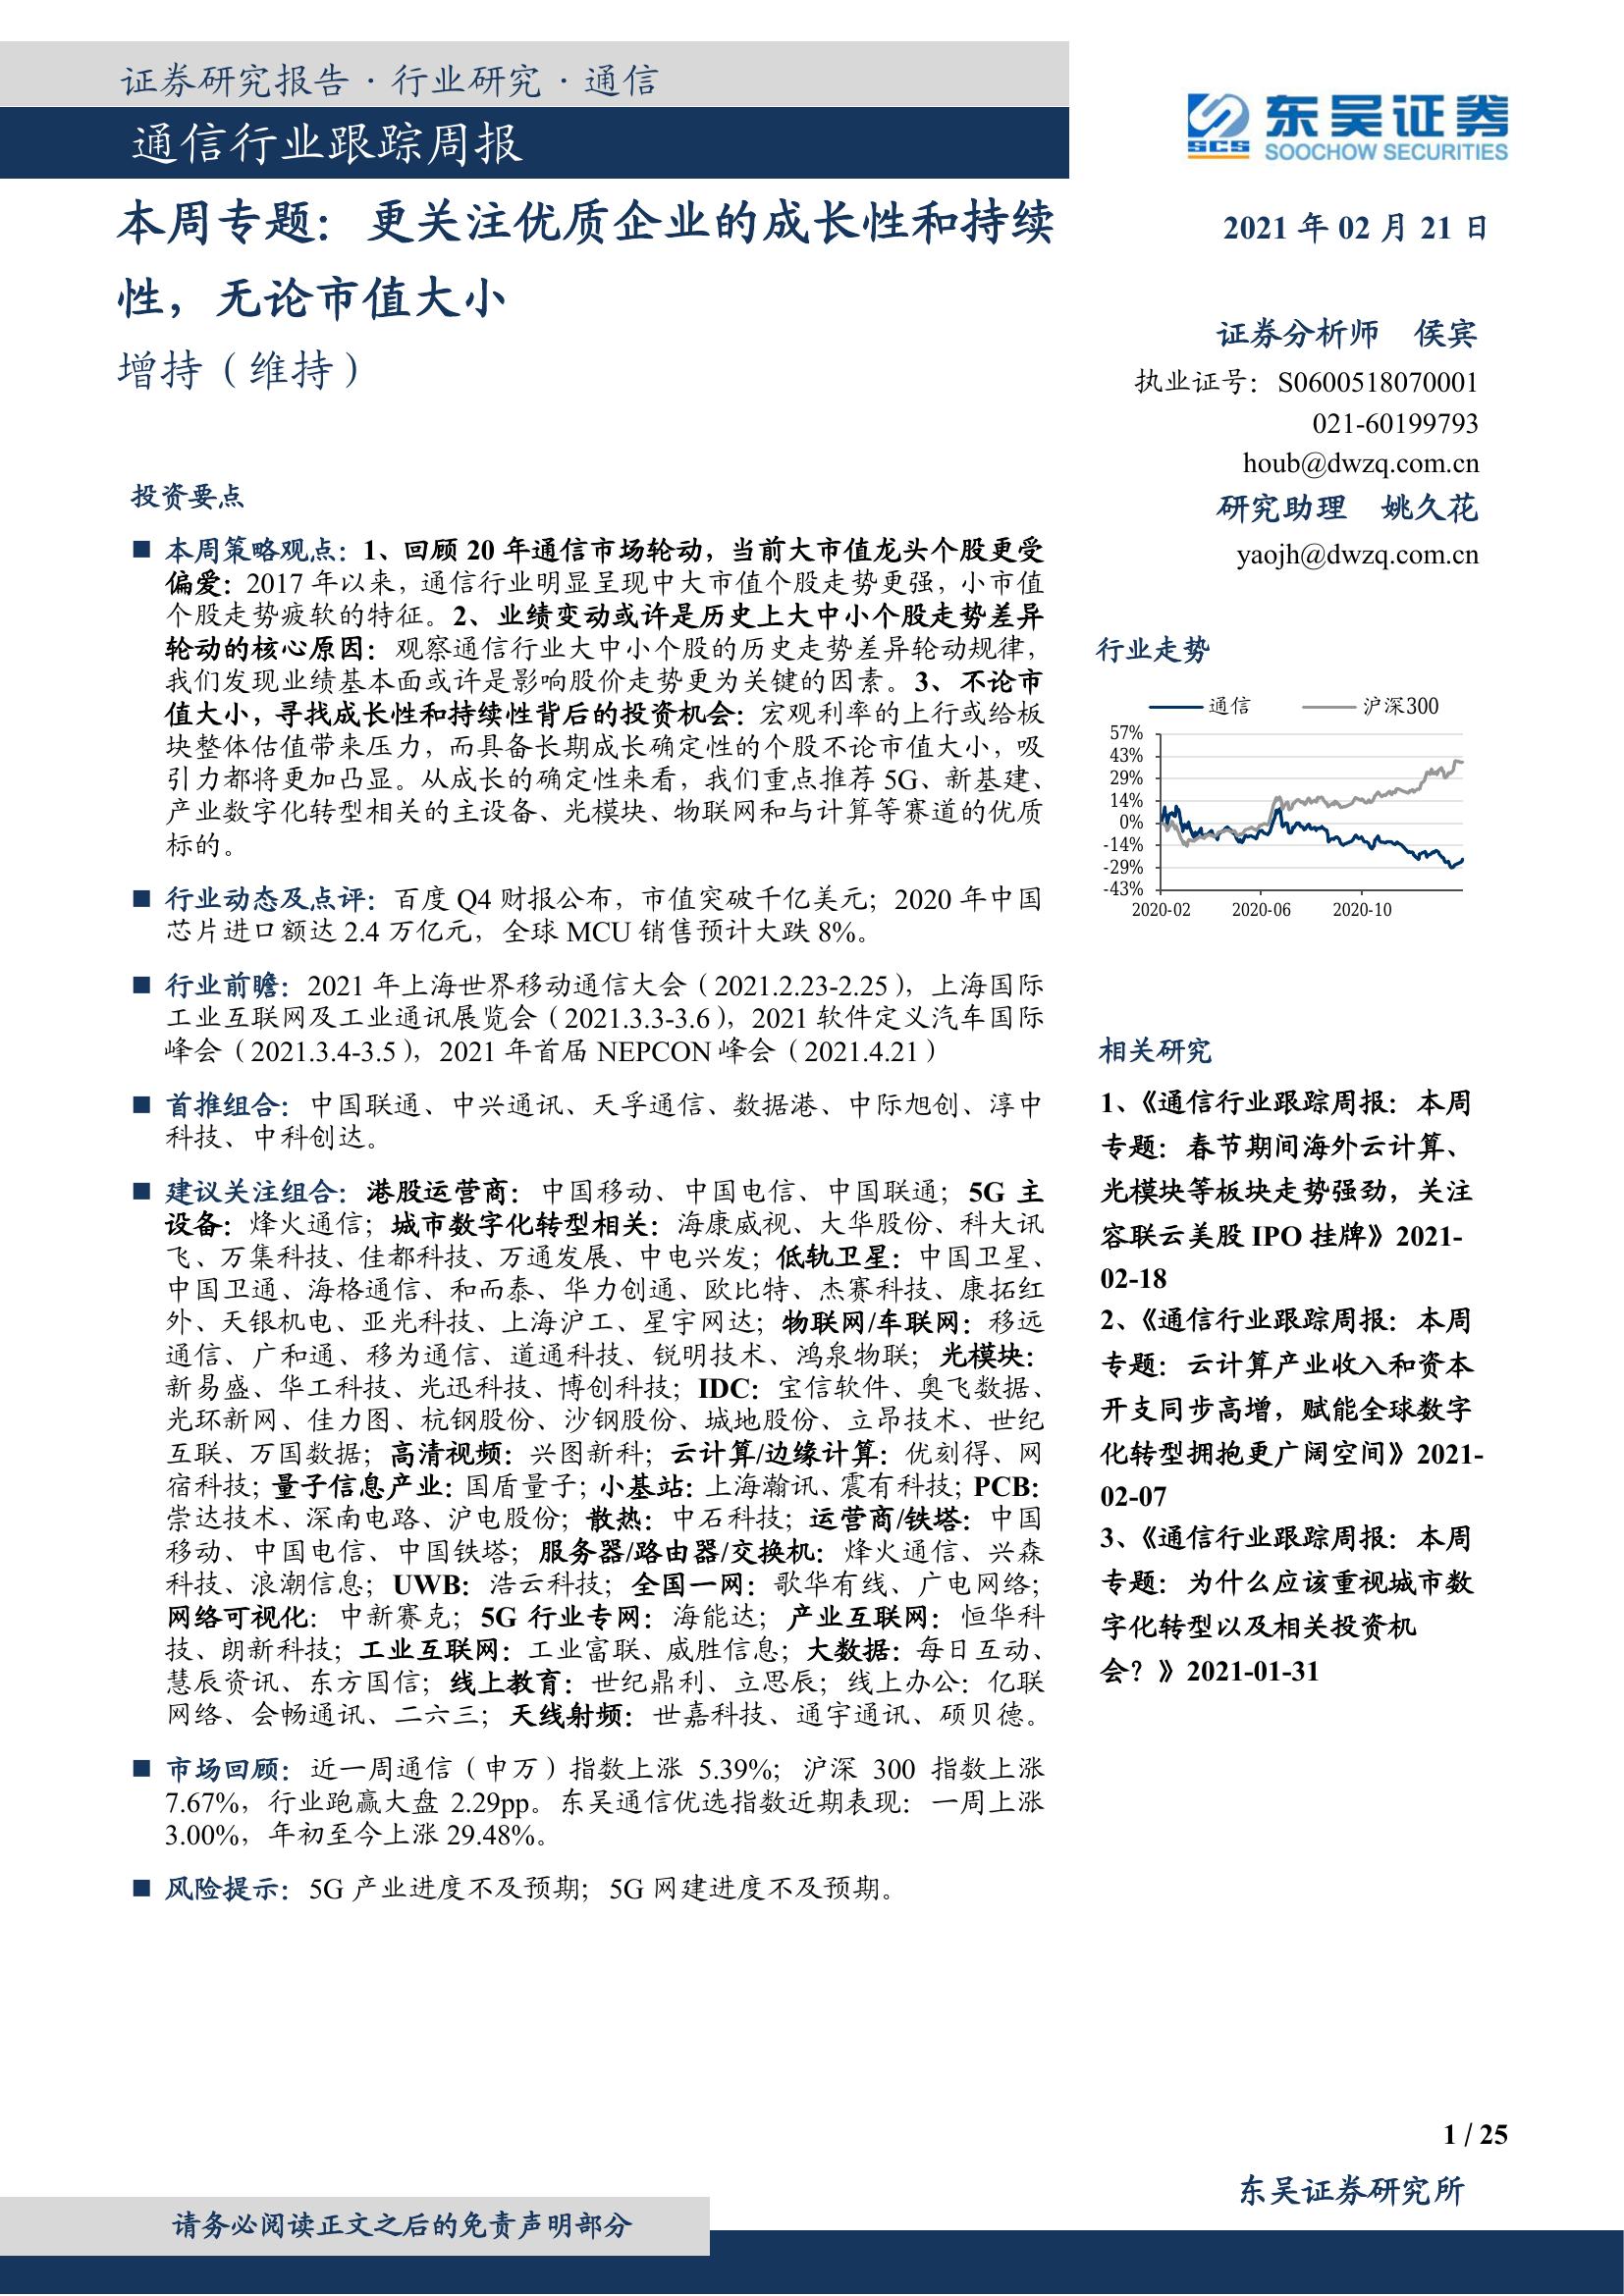 证券研究报告 · 行业研究 · 通信
通信行业跟踪周报
东吴证券
SCS
SOOCHOW SECURITIES
本周专题：更关注优质企业的成长性和持续
性，无论市值大小
增持（维持）
2021 年 02 月 21 日
证券分析师 侯宾
执业证号：S0600518070001
021-60199793
houb@dwzq.com.cn
研究助理 姚久花
yaojh@dwzq.com.cn
投资要点
■ 本周策略观点：1、回顾 20 年通信市场轮动，当前大市值龙头个股更受
偏爱：2017 年以来，通信行业明显呈现中大市值个股走势更强，小市值
个股走势疲软的特征。2、业绩变动或许是历史上大中小个股走势差异
轮动的核心原因：观察通信行业大中小个股的历史走势差异轮动规律，
我们发现业绩基本面或许是影响股价走势更为关键的因素。3、不论市
值大小，寻找成长性和持续性背后的投资机会：宏观利率的上行或给板
块整体估值带来压力，而具备长期成长确定性的个股不论市值大小，吸
引力都将更加凸显。从成长的确定性来看，我们重点推荐 5G、新基建、
产业数字化转型相关的主设备、光模块、物联网和与计算等赛道的优质
标的。
■ 行业动态及点评：百度 Q4 财报公布，市值突破千亿美元；2020 年中国
芯片进口额达 2.4 万亿元，全球 MCU 销售预计大跌 8%。
■ 行业前瞻：2021 年上海世界移动通信大会（2021.2.23-2.25），上海国际
工业互联网及工业通讯展览会（2021.3.3-3.6），2021 软件定义汽车国际
峰会（2021.3.4-3.5），2021 年首届 NEPCON 峰会（2021.4.21）
■ 首推组合：中国联通、中兴通讯、天孚通信、数据港、中际旭创、淳中
科技、中科创达。
■ 建议关注组合：港股运营商：中国移动、中国电信、中国联通；5G 主
设备：烽火通信；城市数字化转型相关：海康威视、大华股份、科大讯
飞、万集科技、佳都科技、万通发展、中电兴发；低轨卫星：中国卫星、
中国卫通、海格通信、和而泰、华力创通、欧比特、杰赛科技、康拓红
外、天银机电、亚光科技、上海沪工、星宇网达；物联网/车联网：移远
通信、广和通、移为通信、道通科技、锐明技术、鸿泉物联；光模块：
新易盛、华工科技、光迅科技、博创科技；IDC：宝信软件、奥飞数据、
光环新网、佳力图、杭钢股份、沙钢股份、城地股份、立昂技术、世纪
互联、万国数据；高清视频：兴图新科；云计算/边缘计算：优刻得、网
宿科技；量子信息产业：国盾量子；小基站：上海瀚讯、震有科技；PCB：
崇达技术、深南电路、沪电股份；散热：中石科技；运营商/铁塔：中国
移动、中国电信、中国铁塔；服务器/路由器/交换机：烽火通信、兴森
科技、浪潮信息；UWB：浩云科技；全国一网：歌华有线、广电网络；
网络可视化：中新赛克；5G 行业专网：海能达；产业互联网：恒华科
技、朗新科技；工业互联网：工业富联、威胜信息；大数据：每日互动、
慧辰资讯、东方国信；线上教育：世纪鼎利、立思辰；线上办公：亿联
网络、会畅通讯、二六三；天线射频：世嘉科技、通宇通讯、硕贝德。
■ 市场回顾：近一周通信（申万）指数上涨 5.39%；沪深 300 指数上涨
7.67%，行业跑赢大盘 2.29pp。东吴通信优选指数近期表现：一周上涨
3.00%，年初至今上涨 29.48%。
■ 风险提示：5G 产业进度不及预期；5G 网建进度不及预期。
行业走势
通信 沪深300
57%
43%
29%
14%
0%
-14%
-29%
-43%
2020-02 2020-06 2020-10
相关研究
1、《通信行业跟踪周报：本周
专题：春节期间海外云计算、
光模块等板块走势强劲，关注
容联云美股 IPO 挂牌》2021-
02-18
2、《通信行业跟踪周报：本周
专题：云计算产业收入和资本
开支同步高增，赋能全球数字
化转型拥抱更广阔空间》2021-
02-07
3、《通信行业跟踪周报：本周
专题：为什么应该重视城市数
字化转型以及相关投资机
会？》2021-01-31
1 / 25
东吴证券研究所
请务必阅读正文之后的免责声明部分